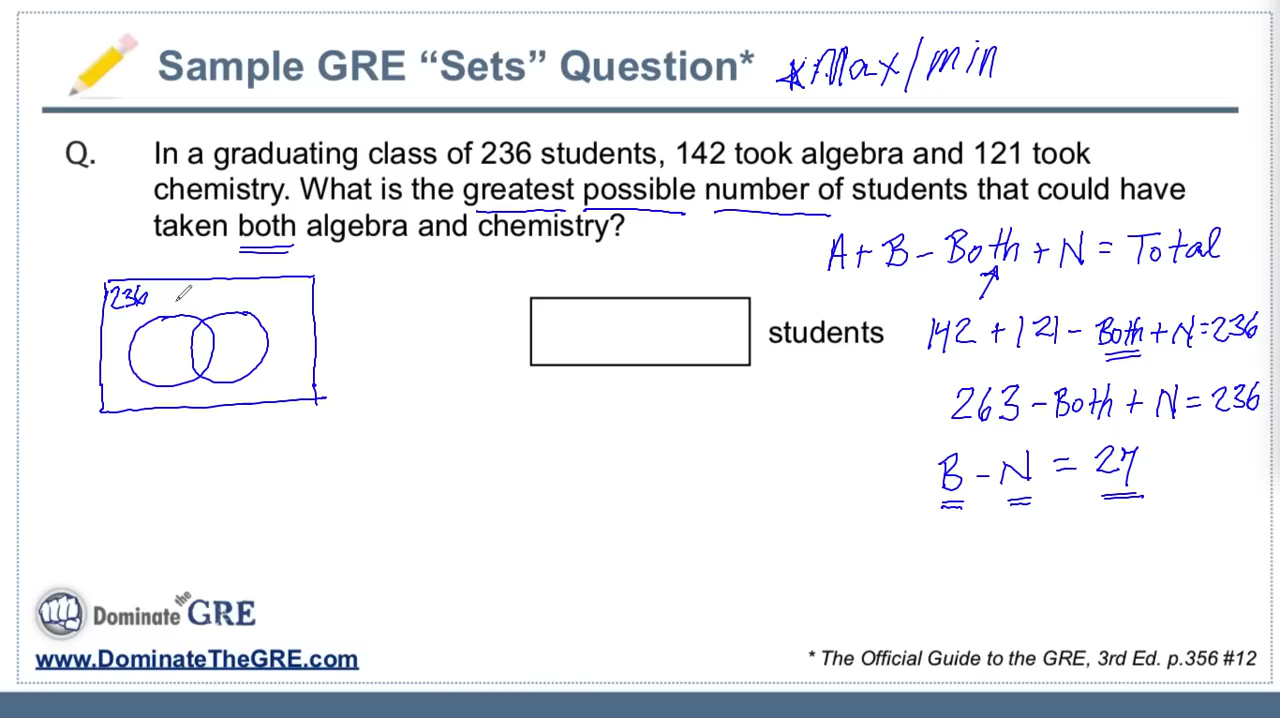 Sample GRE “Sets” Question* *Max/min
Q. In a graduating class of 236 students, 142 took algebra and 121 took
chemistry. What is the greatest possible number of students that could have
taken both algebra and chemistry?
A + B - Both + N = Total
236
students
142 + 121 - Both + N = 236
263 - Both + N = 236
B - N = 27
Dominate the GRE
www.DominateTheGRE.com
* The Official Guide to the GRE, 3rd Ed. p.356 #12